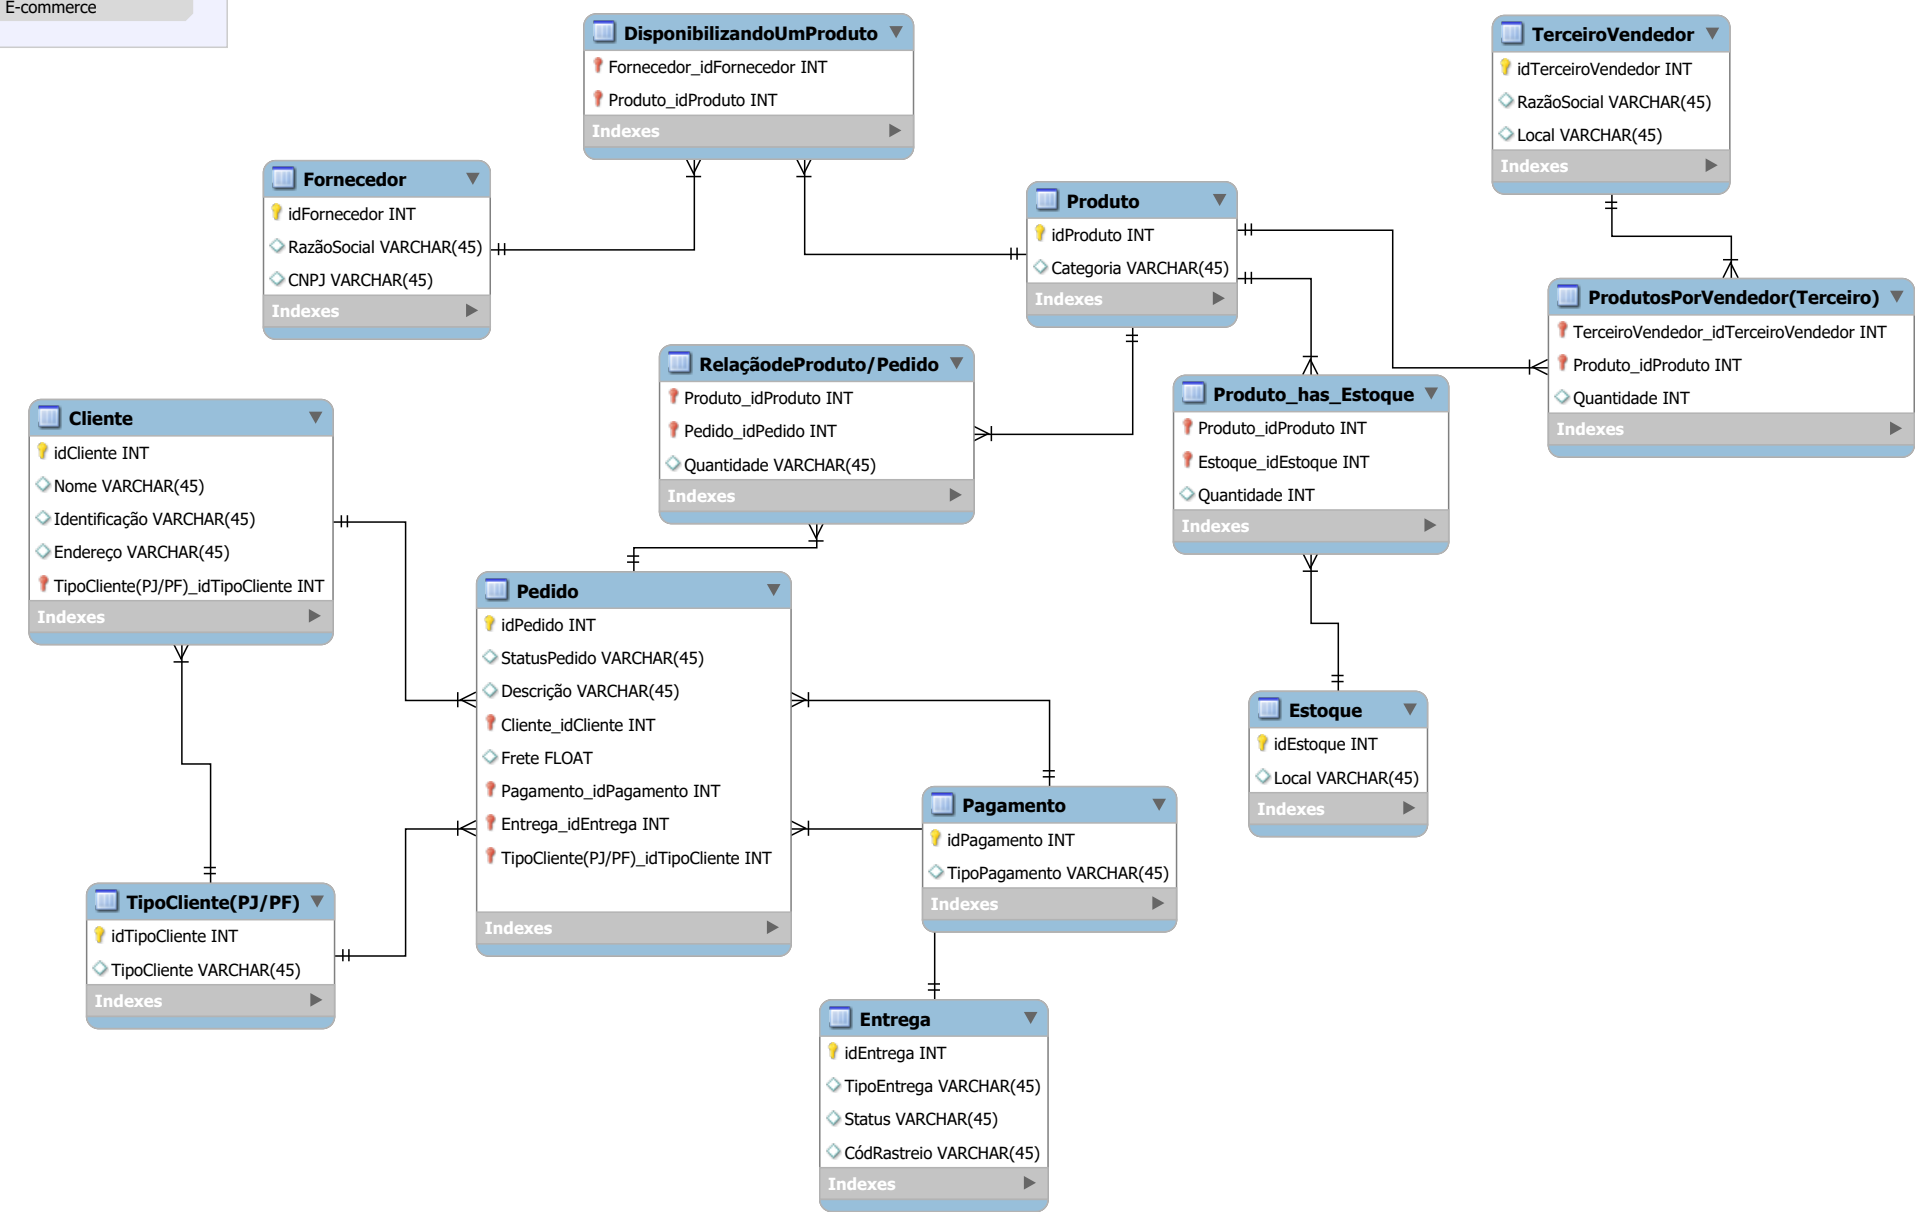 E-commerce
DisponibilizandoUmProduto
Fornecedor_idFornecedor INT
Produto_idProduto INT
Indexes
TerceiroVendedor
idTerceiroVendedor INT
RazãoSocial VARCHAR(45)
Local VARCHAR(45)
Indexes
Fornecedor
idFornecedor INT
RazãoSocial VARCHAR(45)
CNPJ VARCHAR(45)
Indexes
Produto
idProduto INT
Categoria VARCHAR(45)
Indexes
ProdutosPorVendedor(Terceiro)
TerceiroVendedor_idTerceiroVendedor INT
Produto_idProduto INT
Quantidade INT
Indexes
RelaçãodeProduto/Pedido
Produto_idProduto INT
Pedido_idPedido INT
Quantidade VARCHAR(45)
Indexes
Produto_has_Estoque
Produto_idProduto INT
Estoque_idEstoque INT
Quantidade INT
Indexes
Cliente
idCliente INT
Nome VARCHAR(45)
Identificação VARCHAR(45)
Endereço VARCHAR(45)
TipoCliente(PJ/PF)_idTipoCliente INT
Indexes
Pedido
idPedido INT
StatusPedido VARCHAR(45)
Descrição VARCHAR(45)
Cliente_idCliente INT
Frete FLOAT
Pagamento_idPagamento INT
Entrega_idEntrega INT
TipoCliente(PJ/PF)_idTipoCliente INT
Indexes
Estoque
idEstoque INT
Local VARCHAR(45)
Indexes
Pagamento
idPagamento INT
TipoPagamento VARCHAR(45)
Indexes
TipoCliente(PJ/PF)
idTipoCliente INT
TipoCliente VARCHAR(45)
Indexes
Entrega
idEntrega INT
TipoEntrega VARCHAR(45)
Status VARCHAR(45)
CódRastreio VARCHAR(45)
Indexes